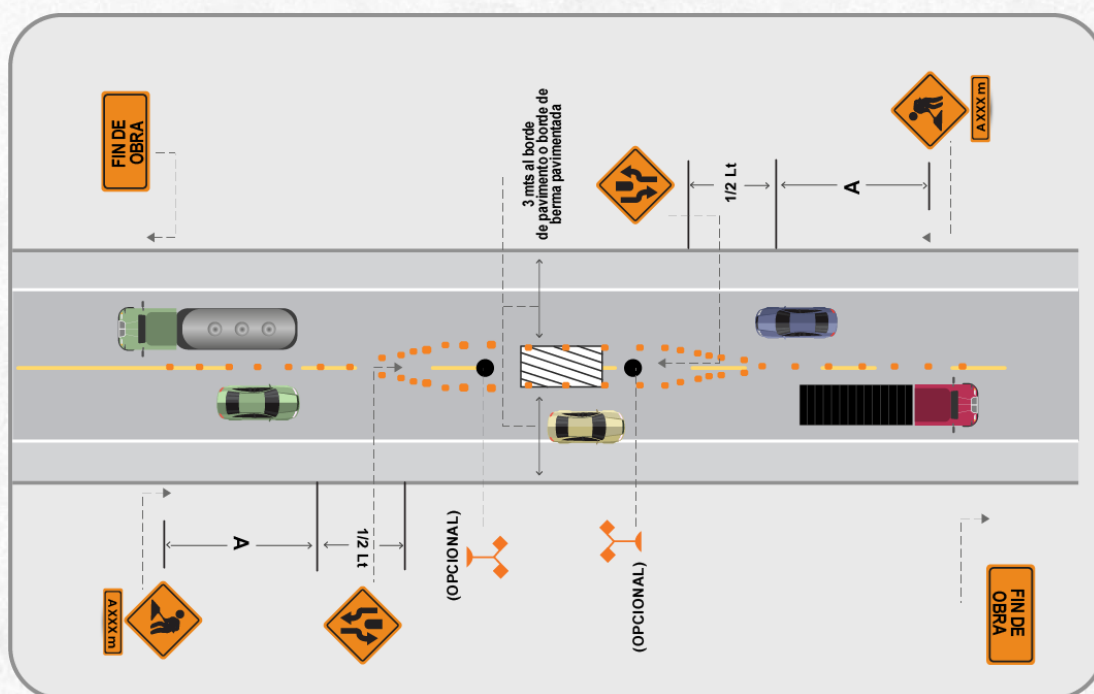 FIN DE
OBRA
3 mts al borde
de pavimento o borde de
berma pavimentada
1/2 Lt
A
A XXX m
A
1/2 Lt
A XXX m
(OPCIONAL)
(OPCIONAL)
FIN DE
OBRA